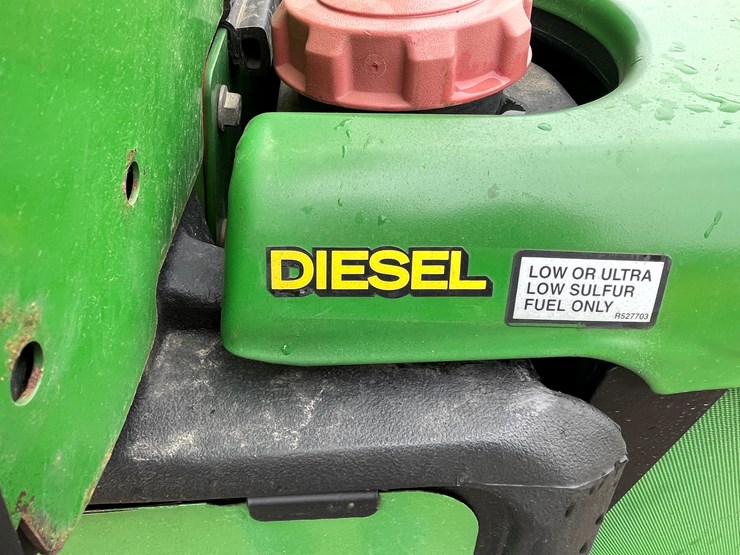 DIESEL
LOW OR ULTRA
LOW SULFUR
FUEL ONLY
R527703